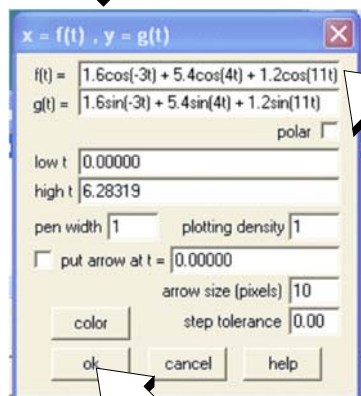 x = f(t) , y = g(t)
f(t) = 1.6cos(-3t) + 5.4cos(4t) + 1.2cos(11t)
g(t) = 1.6sin(-3t) + 5.4sin(4t) + 1.2sin(11t)
polar
low t 0.00000
high t 6.28319
pen width 1 plotting density 1
put arrow at t = 0.00000
arrow size (pixels) 10
color step tolerance 0.00
ok cancel help